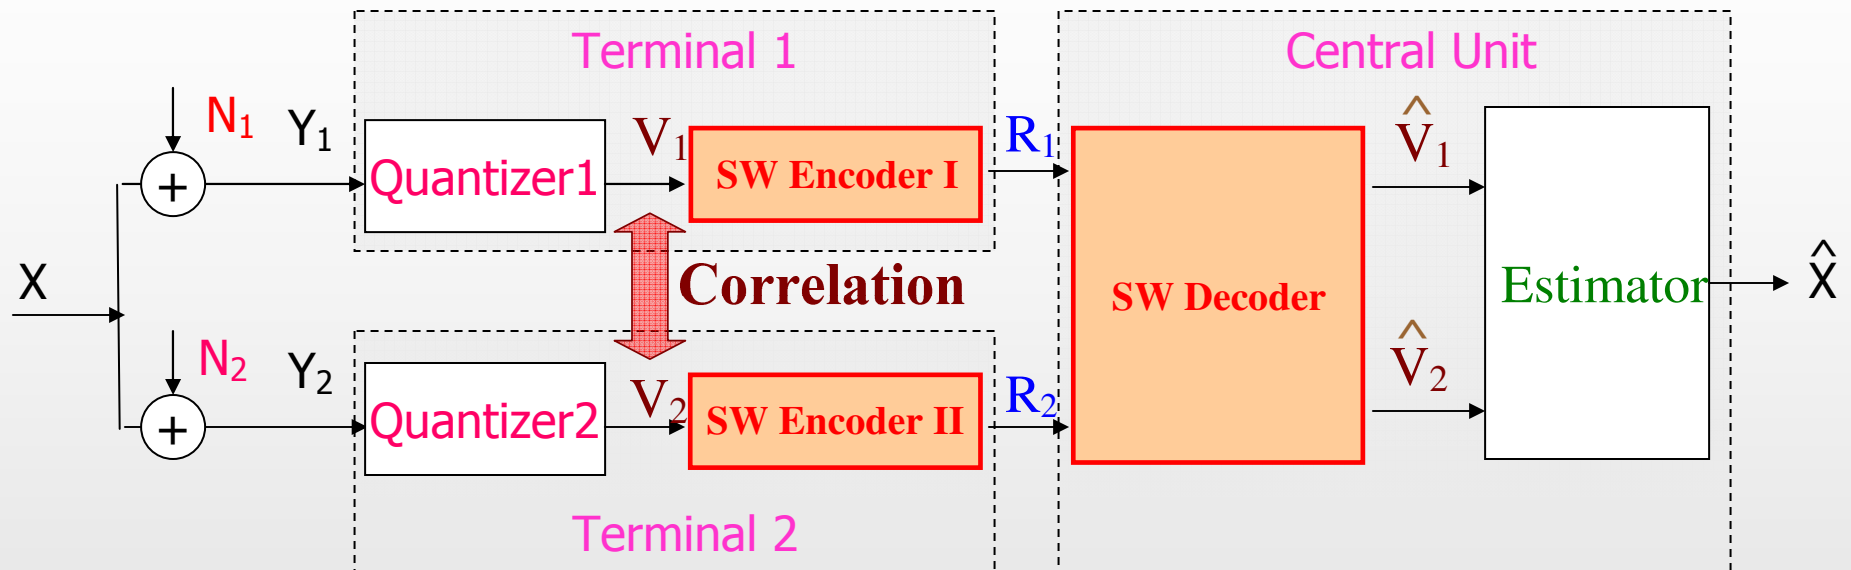 Terminal 1
Central Unit
N₁
Y₁
Quantizer1
V₁
SW Encoder I
R₁
V̂₁
+
X
Correlation
SW Decoder
Estimator
X̂
N₂
Y₂
Quantizer2
V₂
SW Encoder II
R₂
V̂₂
+
Terminal 2